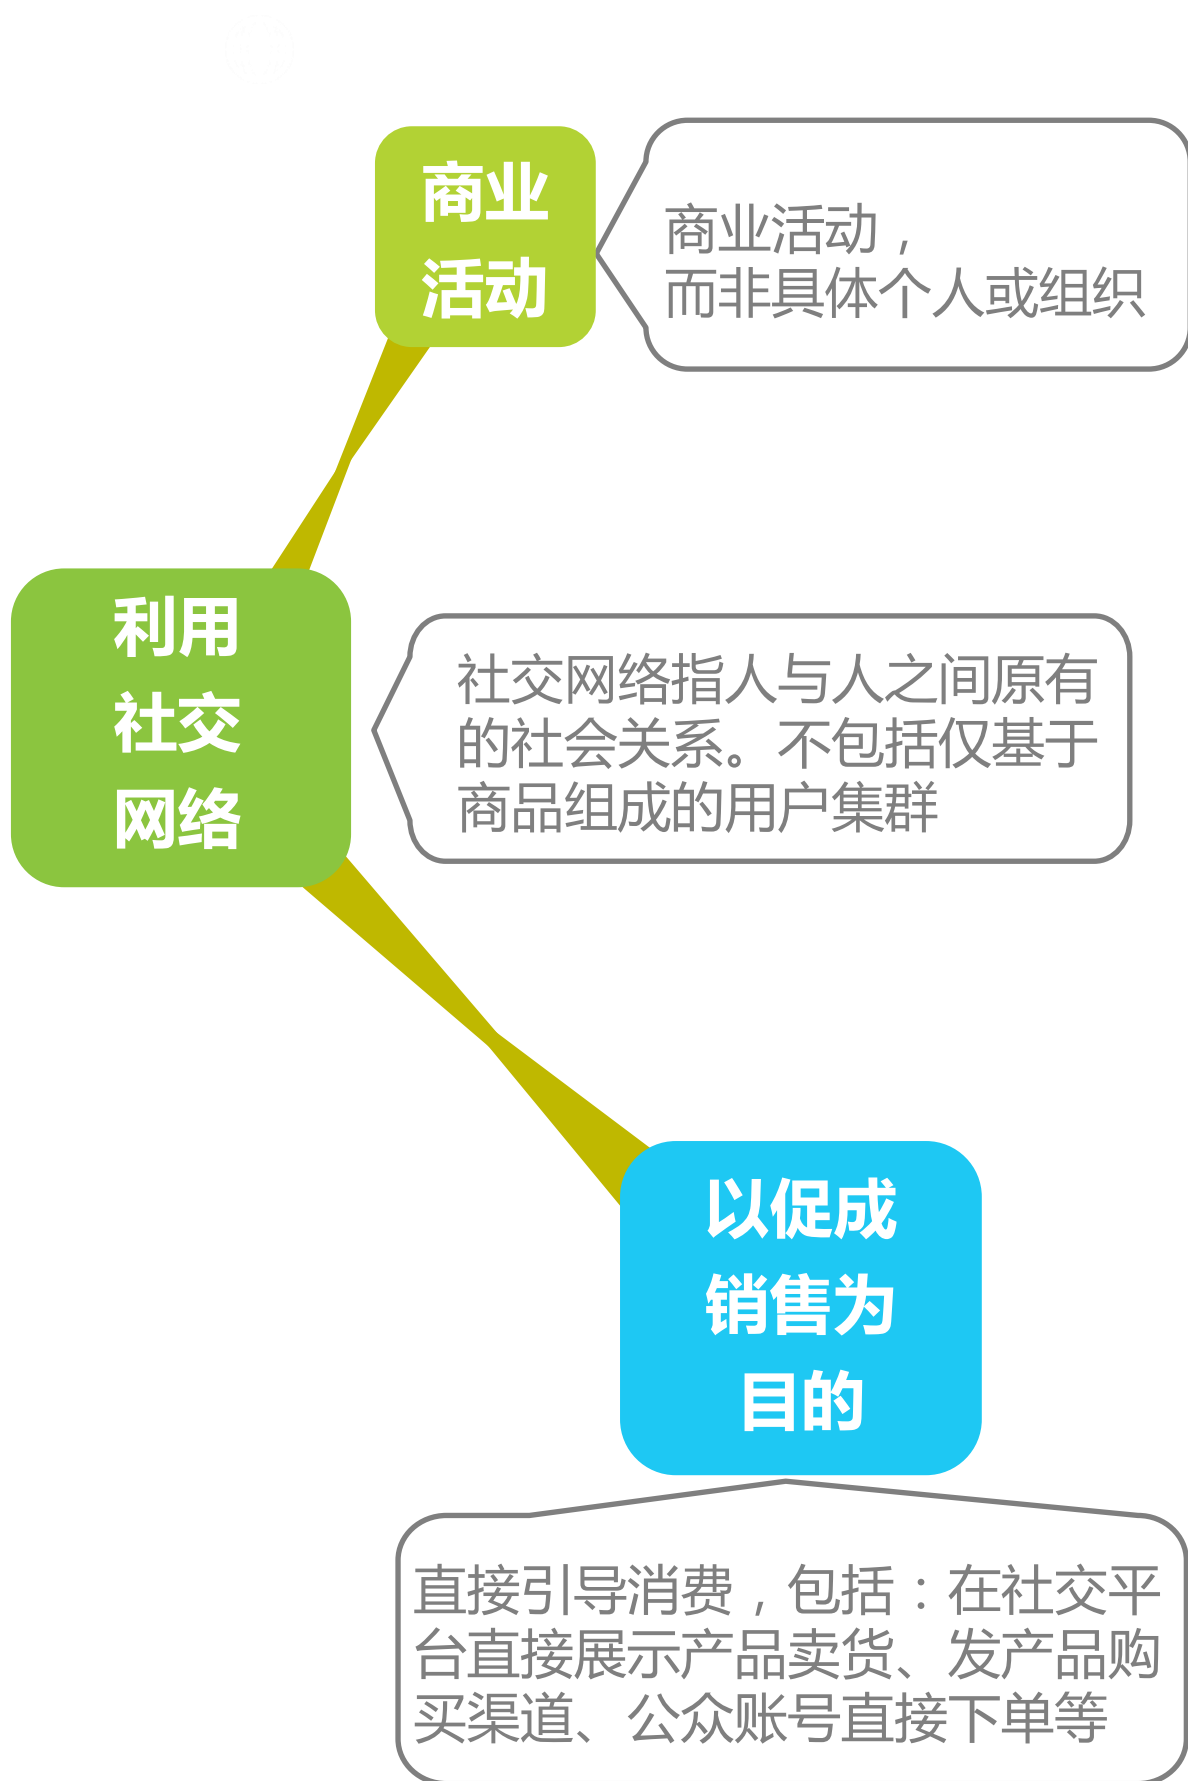 商业
活动
商业活动，
而非具体个人或组织
利用
社交
网络
社交网络指人与人之间原有
的社会关系。不包括仅基于
商品组成的用户集群
以促成
销售为
目的
直接引导消费，包括：在社交平
台直接展示产品卖货、发产品购
买渠道、公众账号直接下单等